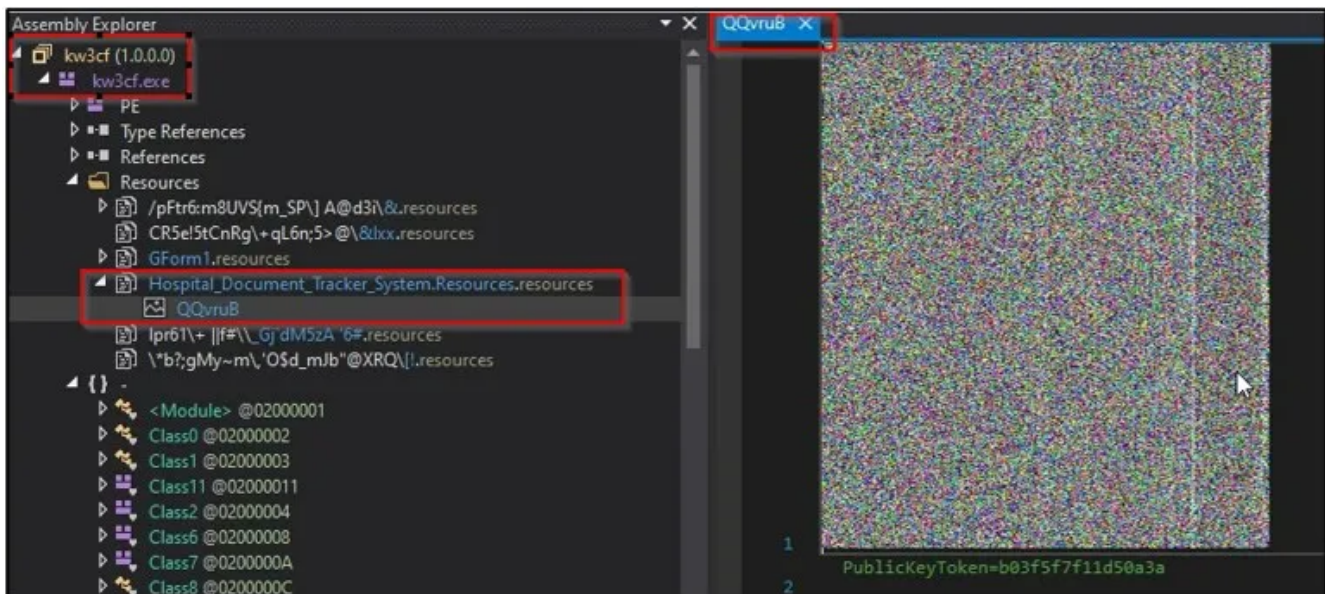 Assembly Explorer
kw3cf (1.0.0.0)
kw3cf.exe
PE
Type References
References
Resources
/pFtr6:m8UVS{m_SP\] A@d3i\&.resources
CR5e!5tCnRg\+qL6n;5>@\&lxx.resources
GForm1.resources
Hospital_Document_Tracker_System.Resources.resources
QQvruB
lpr61\+ ||f#\\_Gj`dM5zA '6#.resources
\*b?;gMy~m\,'O$d_mJb"@XRQ\[!.resources
{ } -
<Module> @02000001
Class0 @02000002
Class1 @02000003
Class11 @02000011
Class2 @02000004
Class6 @02000008
Class7 @0200000A
Class8 @0200000C
QQvruB
1
PublicKeyToken=b03f5f7f11d50a3a
2